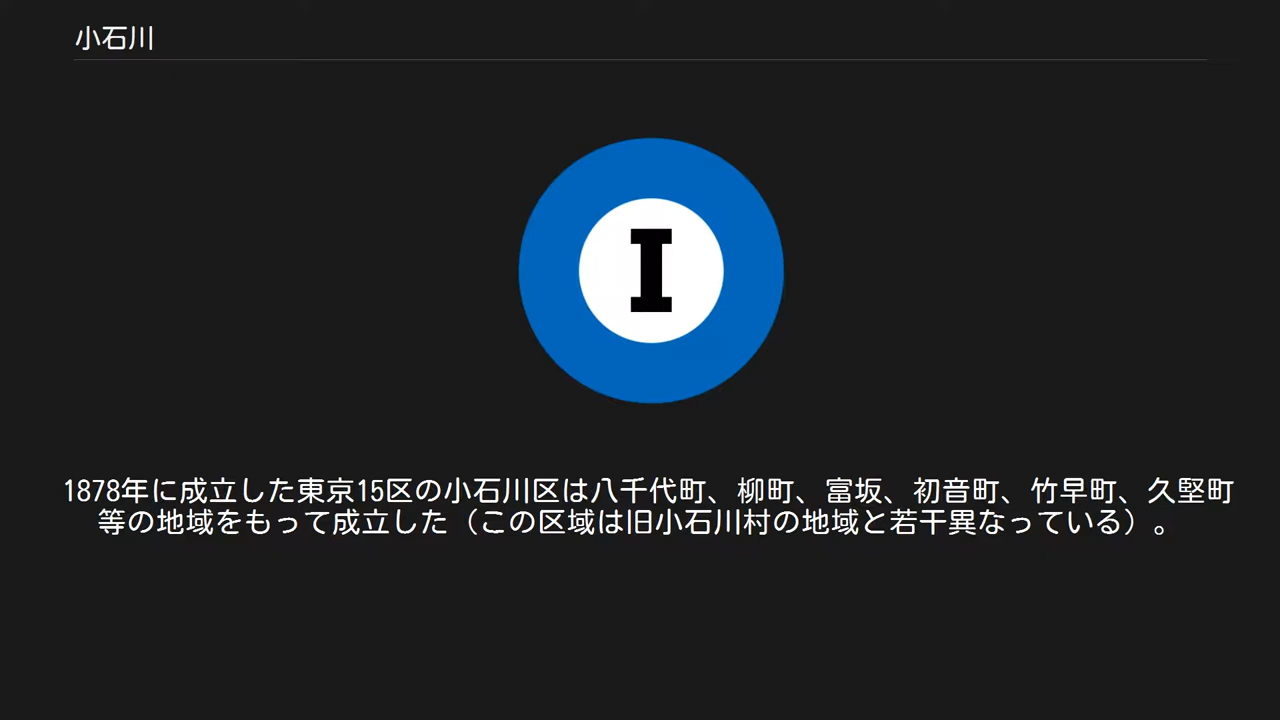 小石川
I
1878年に成立した東京15区の小石川区は八千代町、柳町、富坂、初音町、竹早町、久堅町
等の地域をもって成立した（この区域は旧小石川村の地域と若干異なっている）。